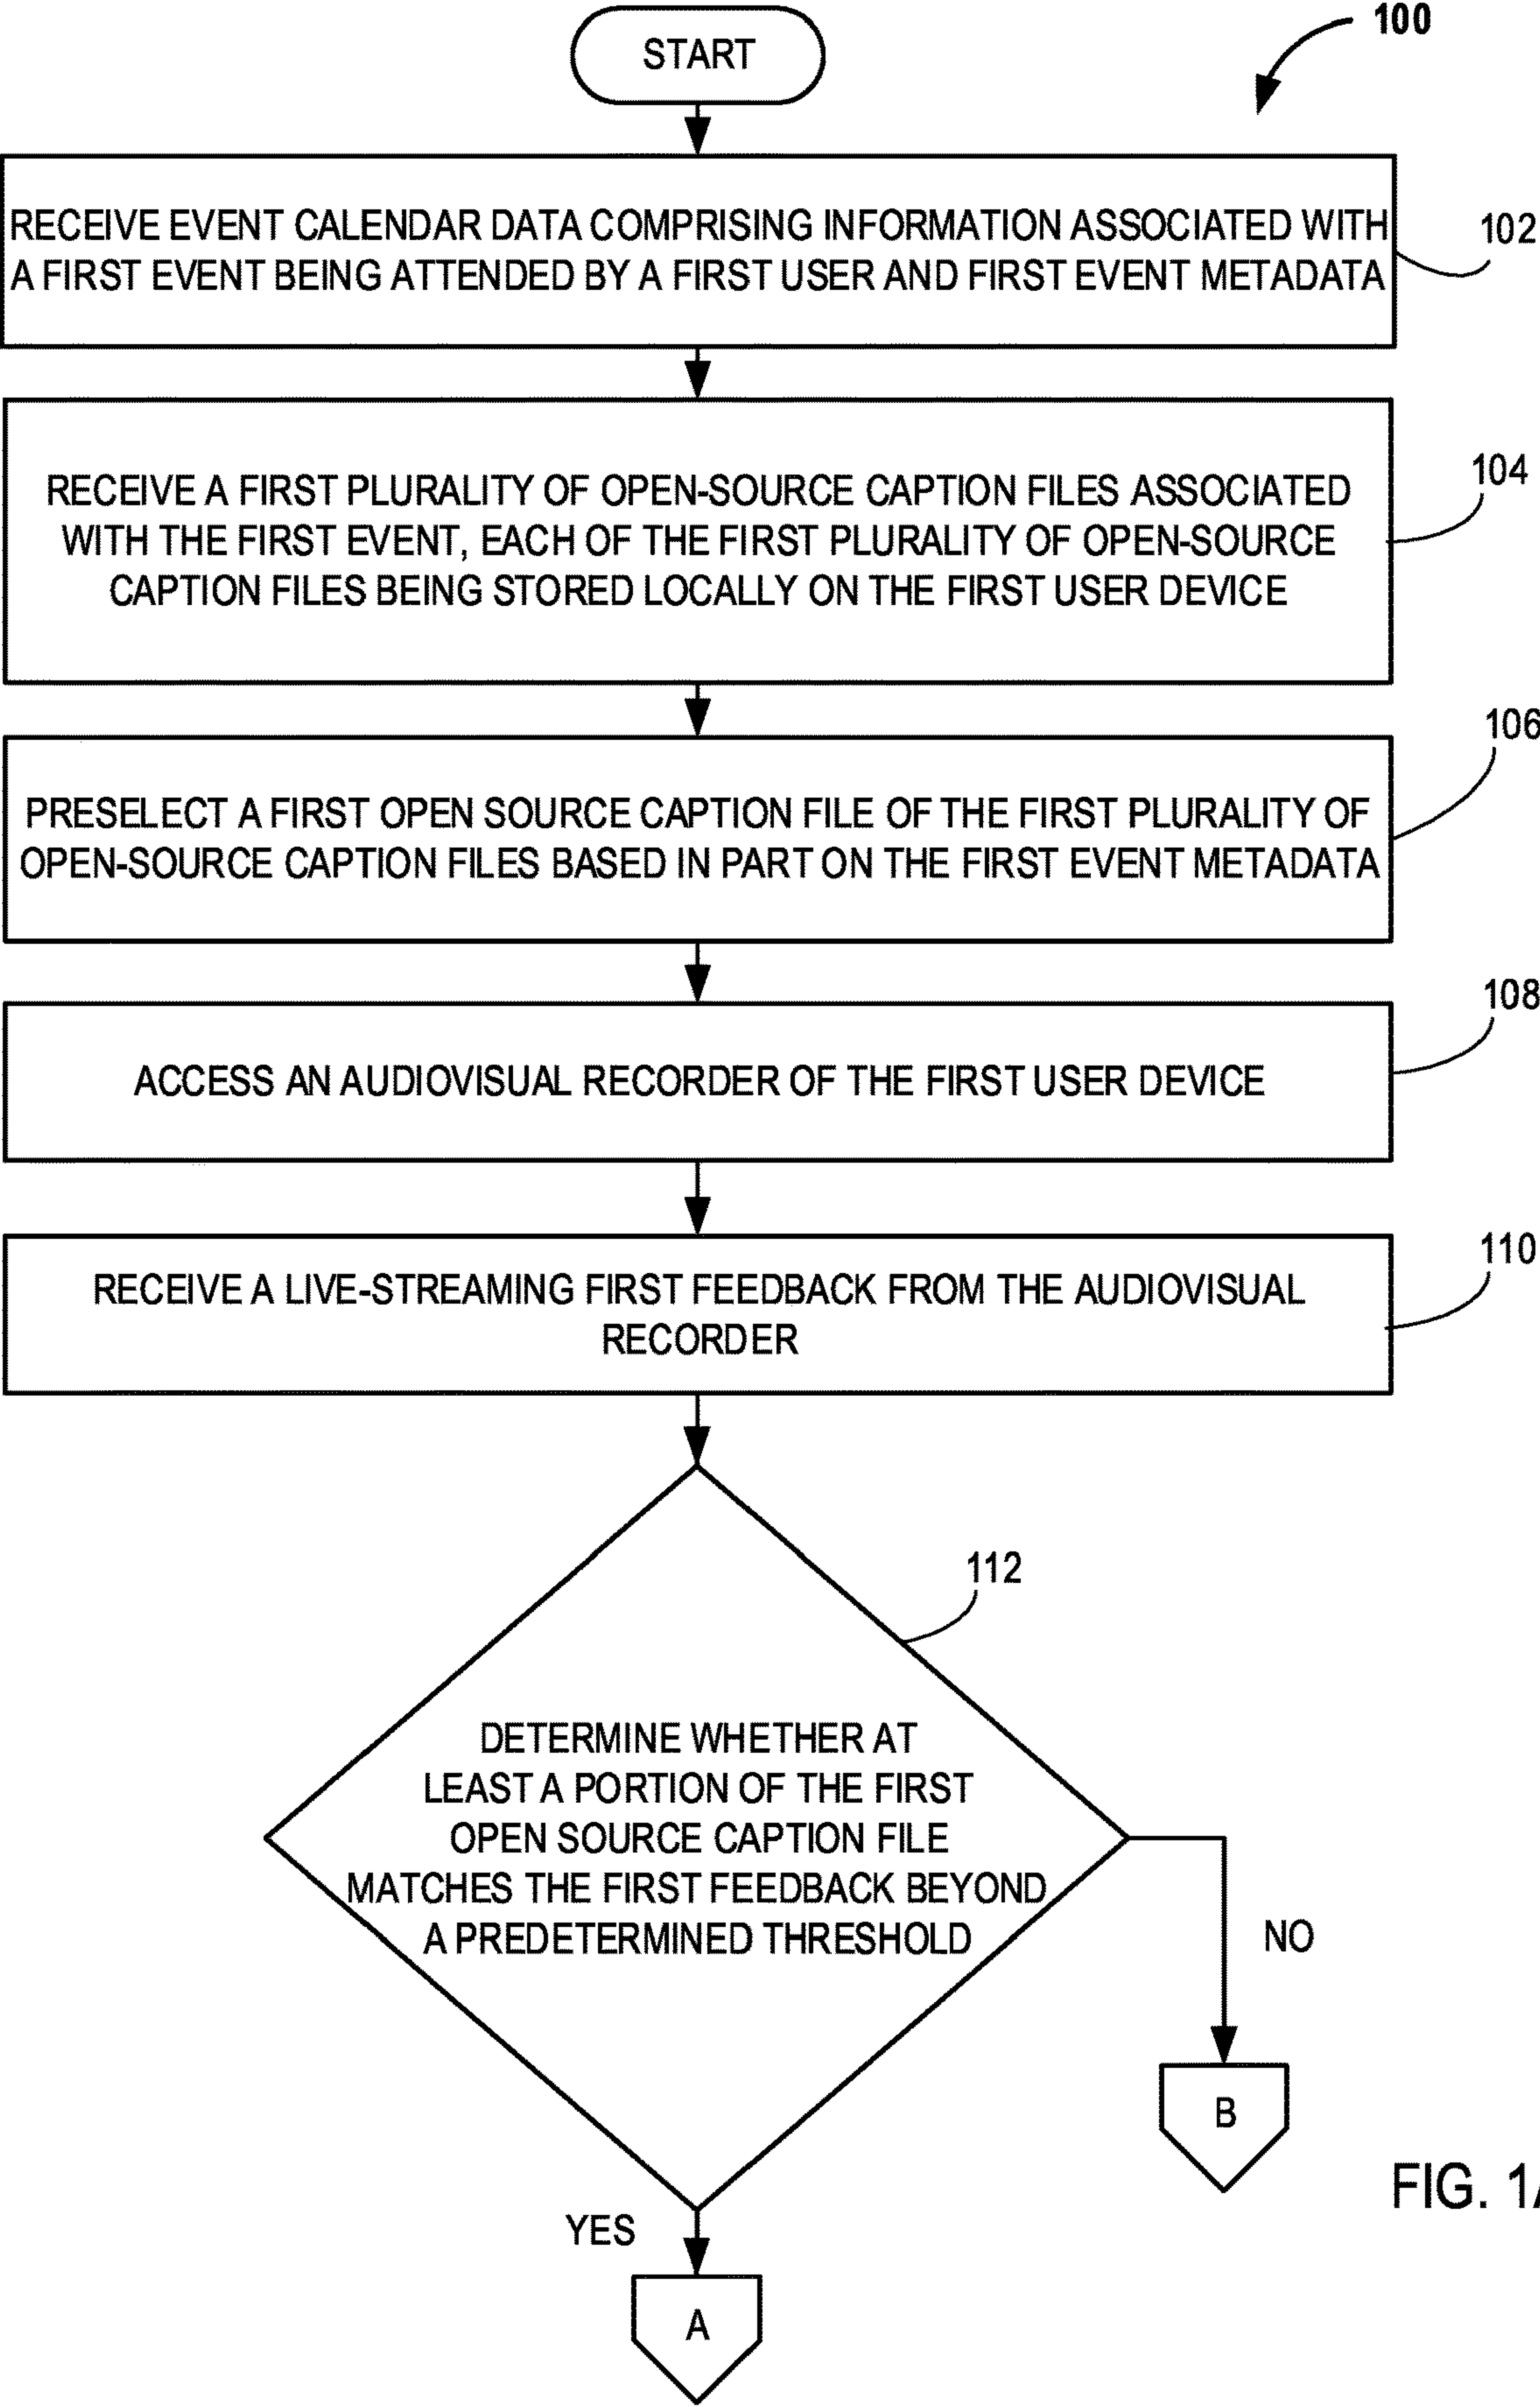 100
START
RECEIVE EVENT CALENDAR DATA COMPRISING INFORMATION ASSOCIATED WITH
A FIRST EVENT BEING ATTENDED BY A FIRST USER AND FIRST EVENT METADATA
102
RECEIVE A FIRST PLURALITY OF OPEN-SOURCE CAPTION FILES ASSOCIATED
WITH THE FIRST EVENT, EACH OF THE FIRST PLURALITY OF OPEN-SOURCE
CAPTION FILES BEING STORED LOCALLY ON THE FIRST USER DEVICE
104
PRESELECT A FIRST OPEN SOURCE CAPTION FILE OF THE FIRST PLURALITY OF
OPEN-SOURCE CAPTION FILES BASED IN PART ON THE FIRST EVENT METADATA
106
ACCESS AN AUDIOVISUAL RECORDER OF THE FIRST USER DEVICE
108
RECEIVE A LIVE-STREAMING FIRST FEEDBACK FROM THE AUDIOVISUAL
RECORDER
110
112
DETERMINE WHETHER AT
LEAST A PORTION OF THE FIRST
OPEN SOURCE CAPTION FILE
MATCHES THE FIRST FEEDBACK BEYOND
A PREDETERMINED THRESHOLD
NO
B
YES
A
FIG. 1A